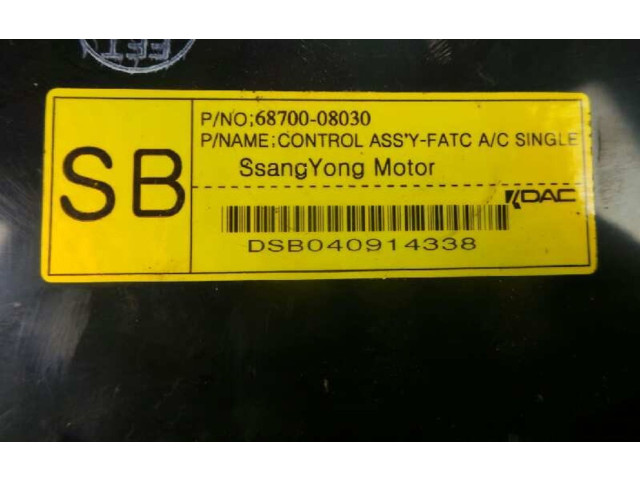 SB
P/NO:68700-08030
P/NAME:CONTROL ASS'Y-FATC A/C SINGLE
SsangYong Motor
DAC
DSB040914338